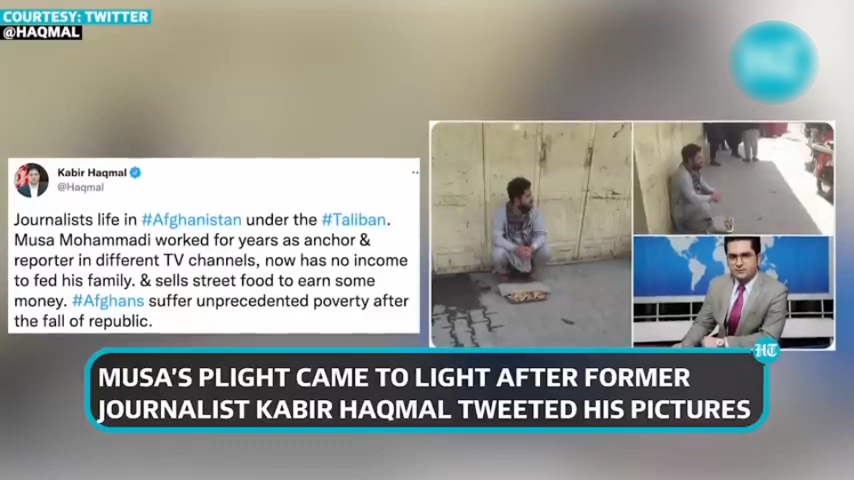 COURTESY: TWITTER
@HAQMAL
Kabir Haqmal
@Haqmal
Journalists life in #Afghanistan under the #Taliban.
Musa Mohammadi worked for years as anchor &
reporter in different TV channels, now has no income
to fed his family. & sells street food to earn some
money. #Afghans suffer unprecedented poverty after
the fall of republic.
HT
MUSA'S PLIGHT CAME TO LIGHT AFTER FORMER
JOURNALIST KABIR HAQMAL TWEETED HIS PICTURES